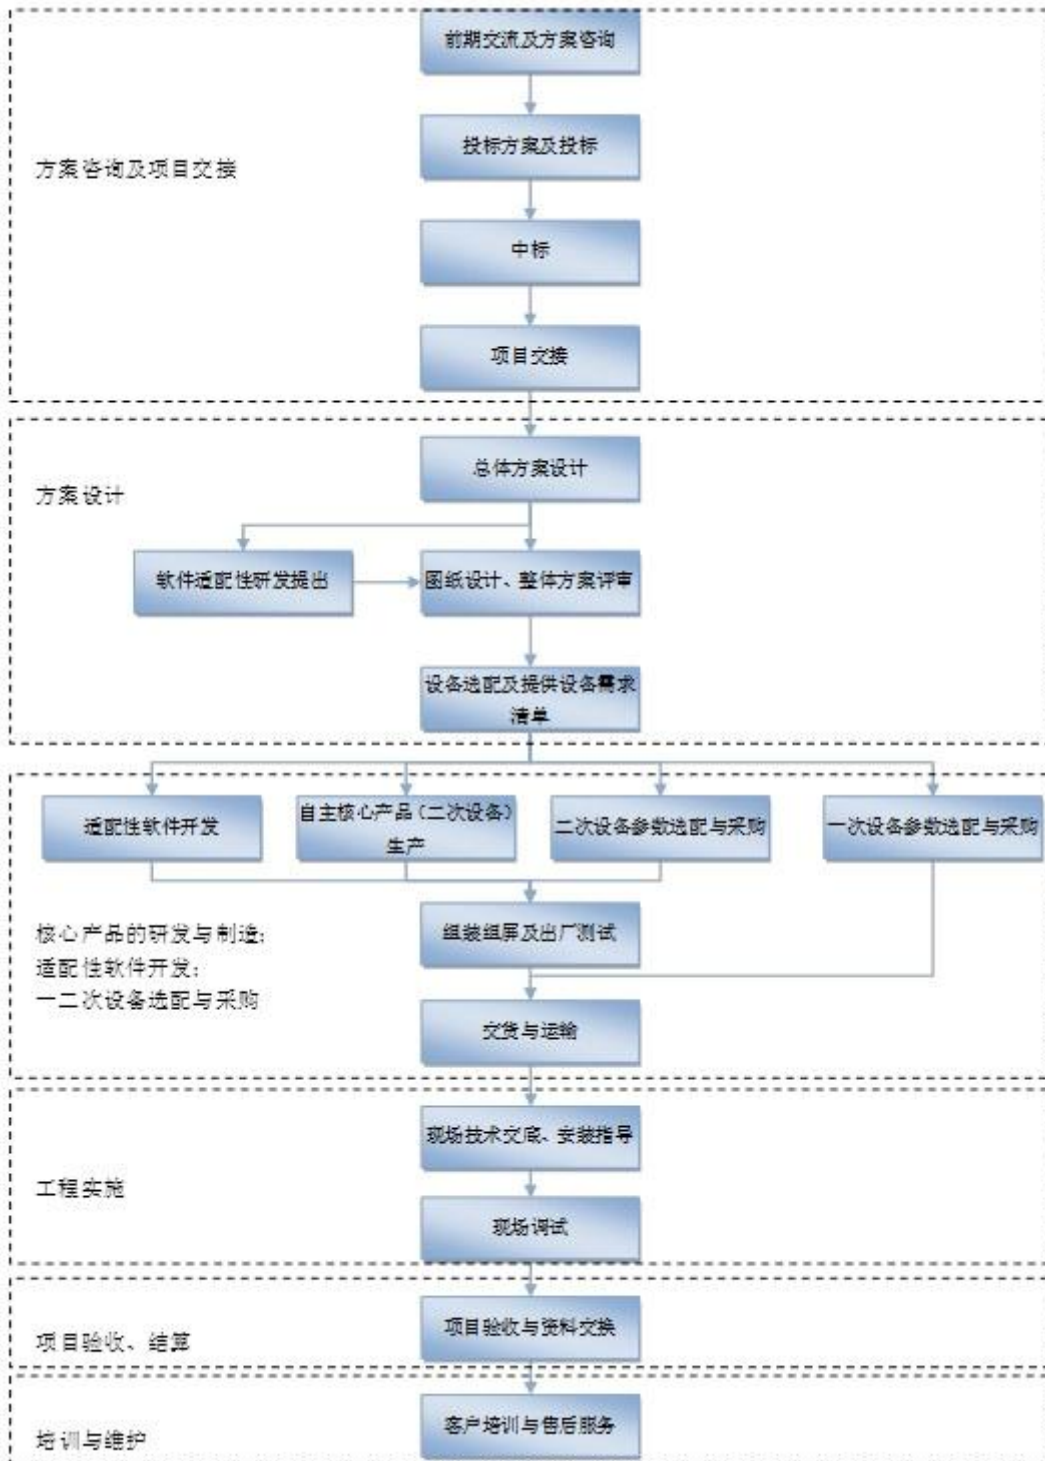 前期交流及方案咨询
投标方案及投标
方案咨询及项目交接
中标
项目交接
总体方案设计
方案设计
软件适配性研发提出
图纸设计、整体方案评审
设备选配及提供设备需求
清单
适配性软件开发
自主核心产品（二次设备）
生产
二次设备参数选配与采购
一次设备参数选配与采购
组装组屏及出厂测试
核心产品的研发与制造；
适配性软件开发；
一二次设备选配与采购
交货与运输
现场技术交底、安装指导
工程实施
现场调试
项目验收与资料交换
项目验收、结算
客户培训与售后服务
培训与维护